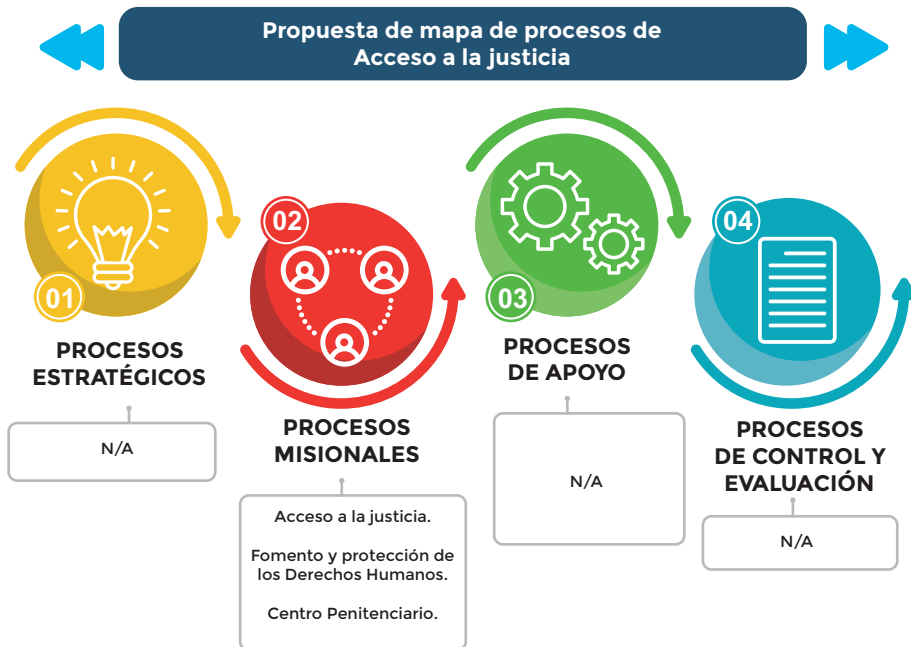 Propuesta de mapa de procesos de
Acceso a la justicia
01
PROCESOS
ESTRATÉGICOS
N/A
02
PROCESOS
MISIONALES
Acceso a la justicia.
Fomento y protección de
los Derechos Humanos.
Centro Penitenciario.
03
PROCESOS
DE APOYO
N/A
04
PROCESOS
DE CONTROL Y
EVALUACIÓN
N/A